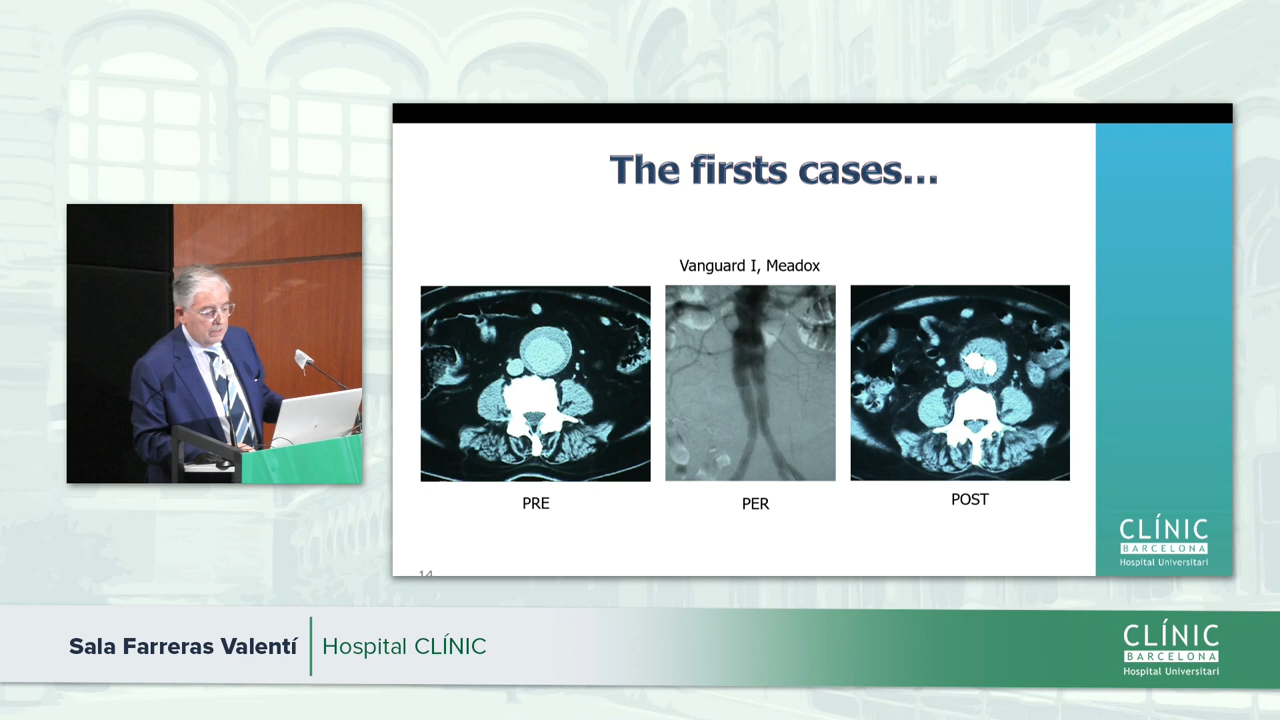 The firsts cases...
Vanguard I, Meadox
PRE
PER
POST
14
CLÍNIC
BARCELONA
Hospital Universitari
Sala Farreras Valentí
Hospital CLÍNIC
CLÍNIC
BARCELONA
Hospital Universitari